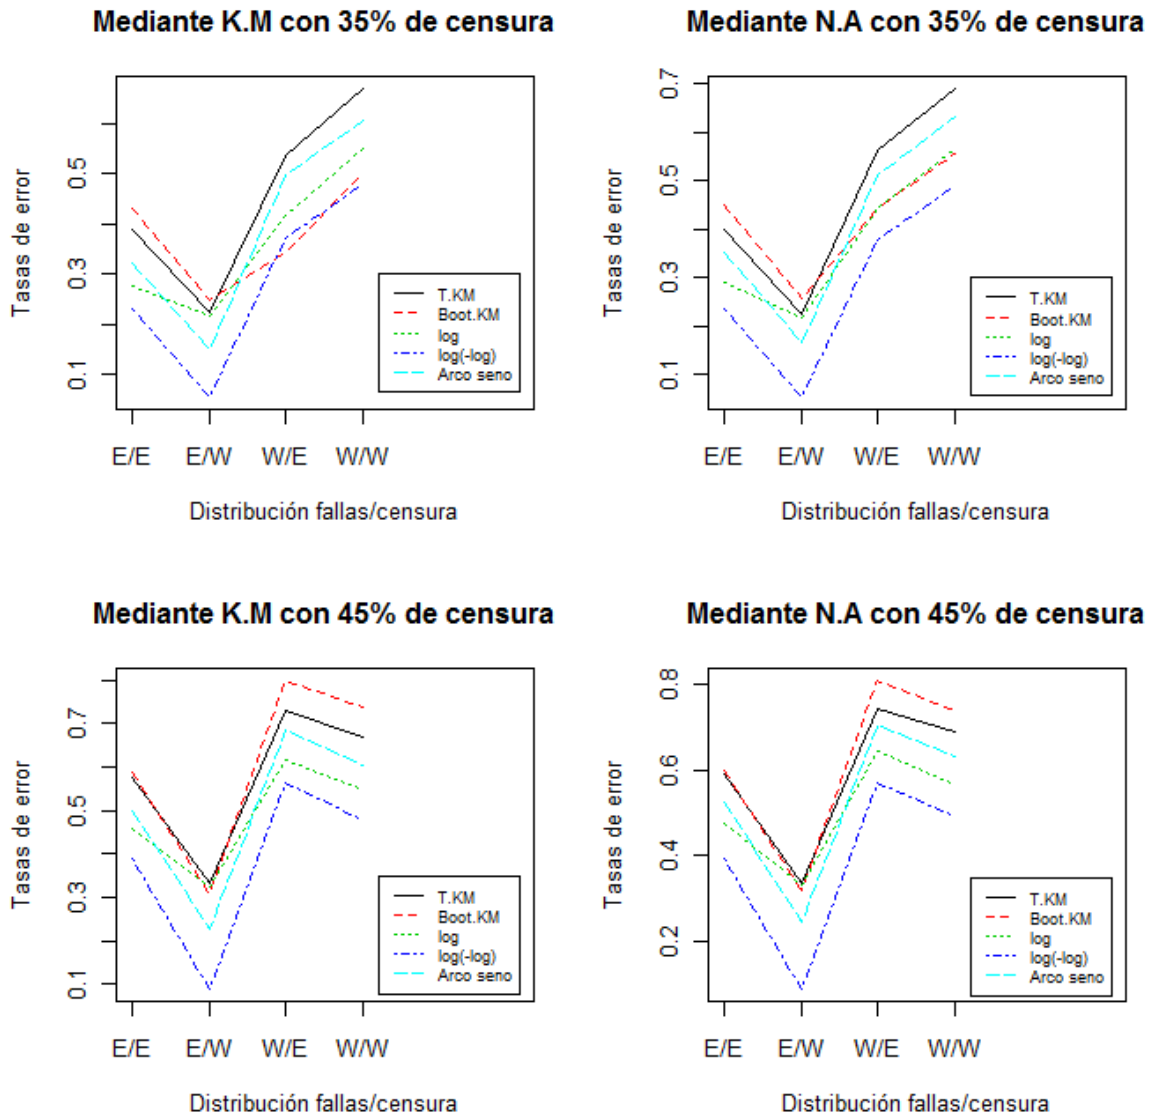 Mediante K.M con 35% de censura
Tasas de error
0.5
0.3
0.1
T.KM
Boot.KM
log
log(-log)
Arco seno
E/E E/W W/E W/W
Distribución fallas/censura
Mediante N.A con 35% de censura
Tasas de error
0.7
0.5
0.3
0.1
T.KM
Boot.KM
log
log(-log)
Arco seno
E/E E/W W/E W/W
Distribución fallas/censura
Mediante K.M con 45% de censura
Tasas de error
0.7
0.5
0.3
0.1
T.KM
Boot.KM
log
log(-log)
Arco seno
E/E E/W W/E W/W
Distribución fallas/censura
Mediante N.A con 45% de censura
Tasas de error
0.8
0.6
0.4
0.2
T.KM
Boot.KM
log
log(-log)
Arco seno
E/E E/W W/E W/W
Distribución fallas/censura